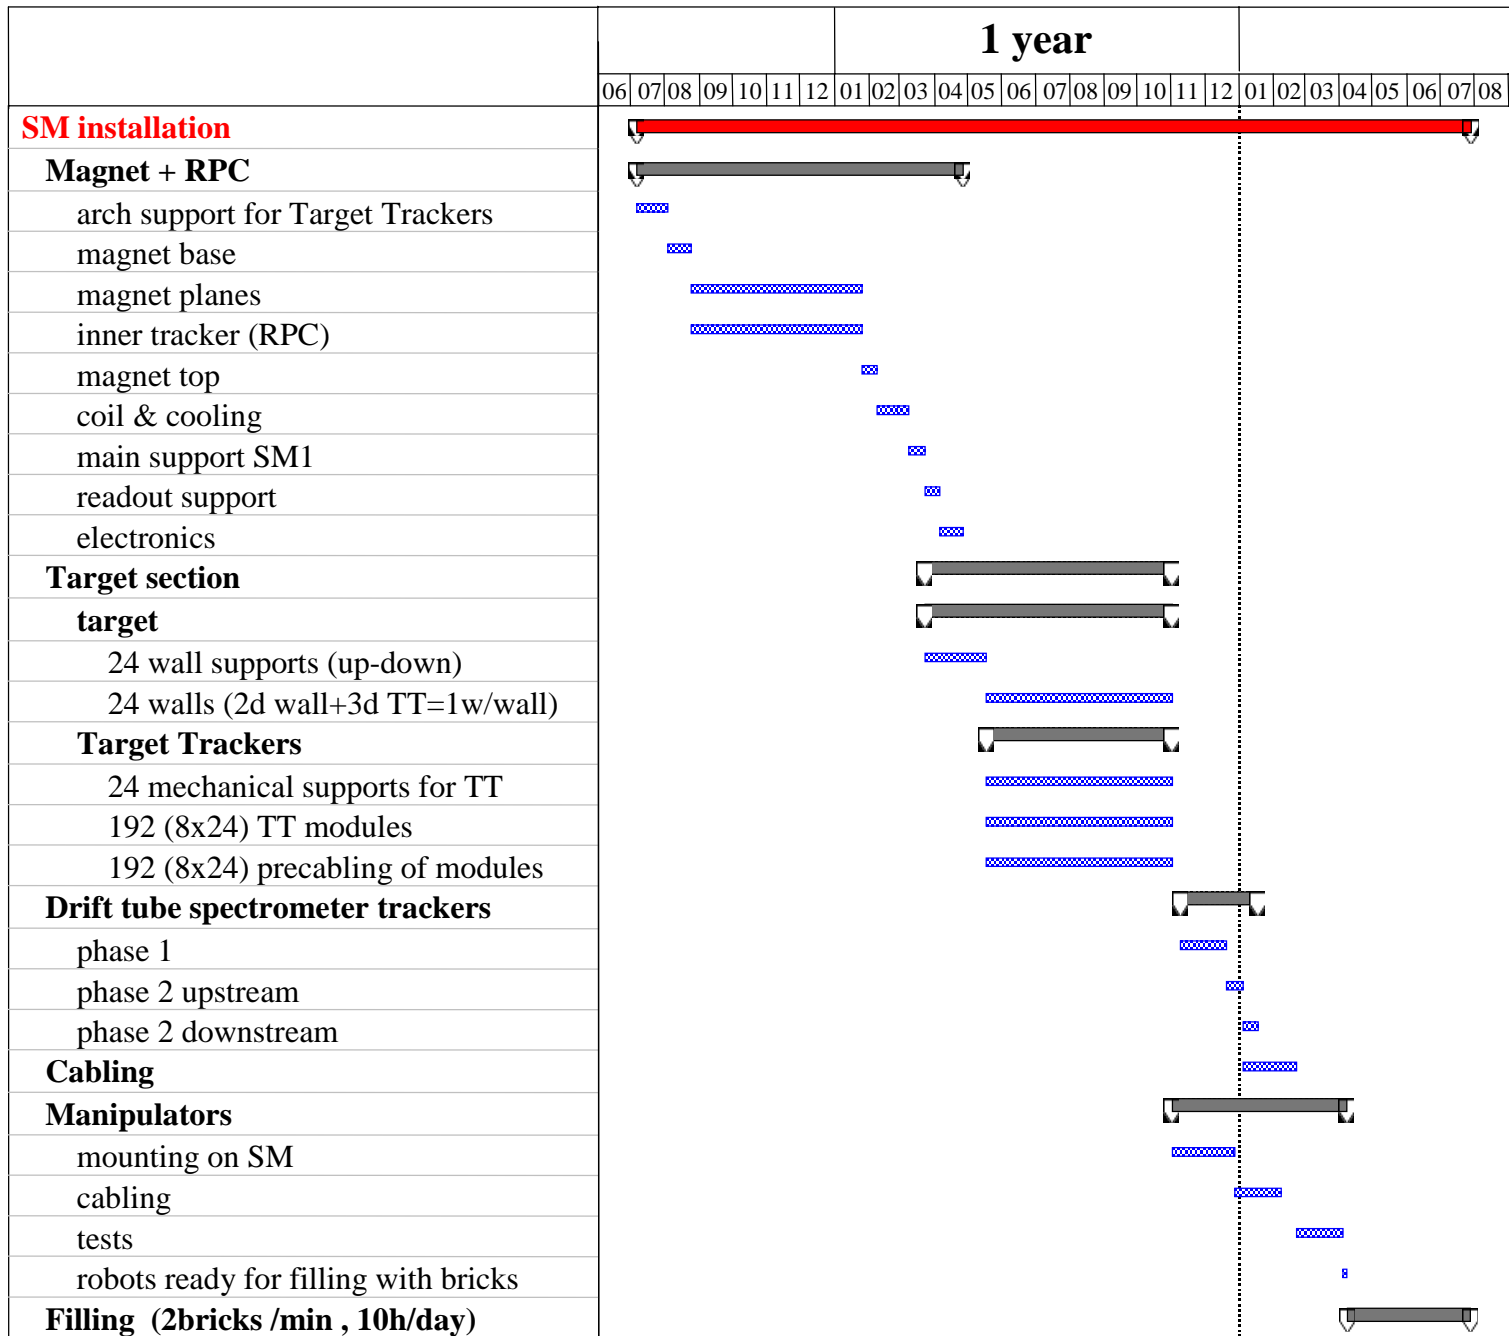 1 year
06 07 08 09 10 11 12 01 02 03 04 05 06 07 08 09 10 11 12 01 02 03 04 05 06 07 08
SM installation
Magnet + RPC
arch support for Target Trackers
magnet base
magnet planes
inner tracker (RPC)
magnet top
coil & cooling
main support SM1
readout support
electronics
Target section
target
24 wall supports (up-down)
24 walls (2d wall+3d TT=1w/wall)
Target Trackers
24 mechanical supports for TT
192 (8x24) TT modules
192 (8x24) precabling of modules
Drift tube spectrometer trackers
phase 1
phase 2 upstream
phase 2 downstream
Cabling
Manipulators
mounting on SM
cabling
tests
robots ready for filling with bricks
Filling (2bricks /min , 10h/day)